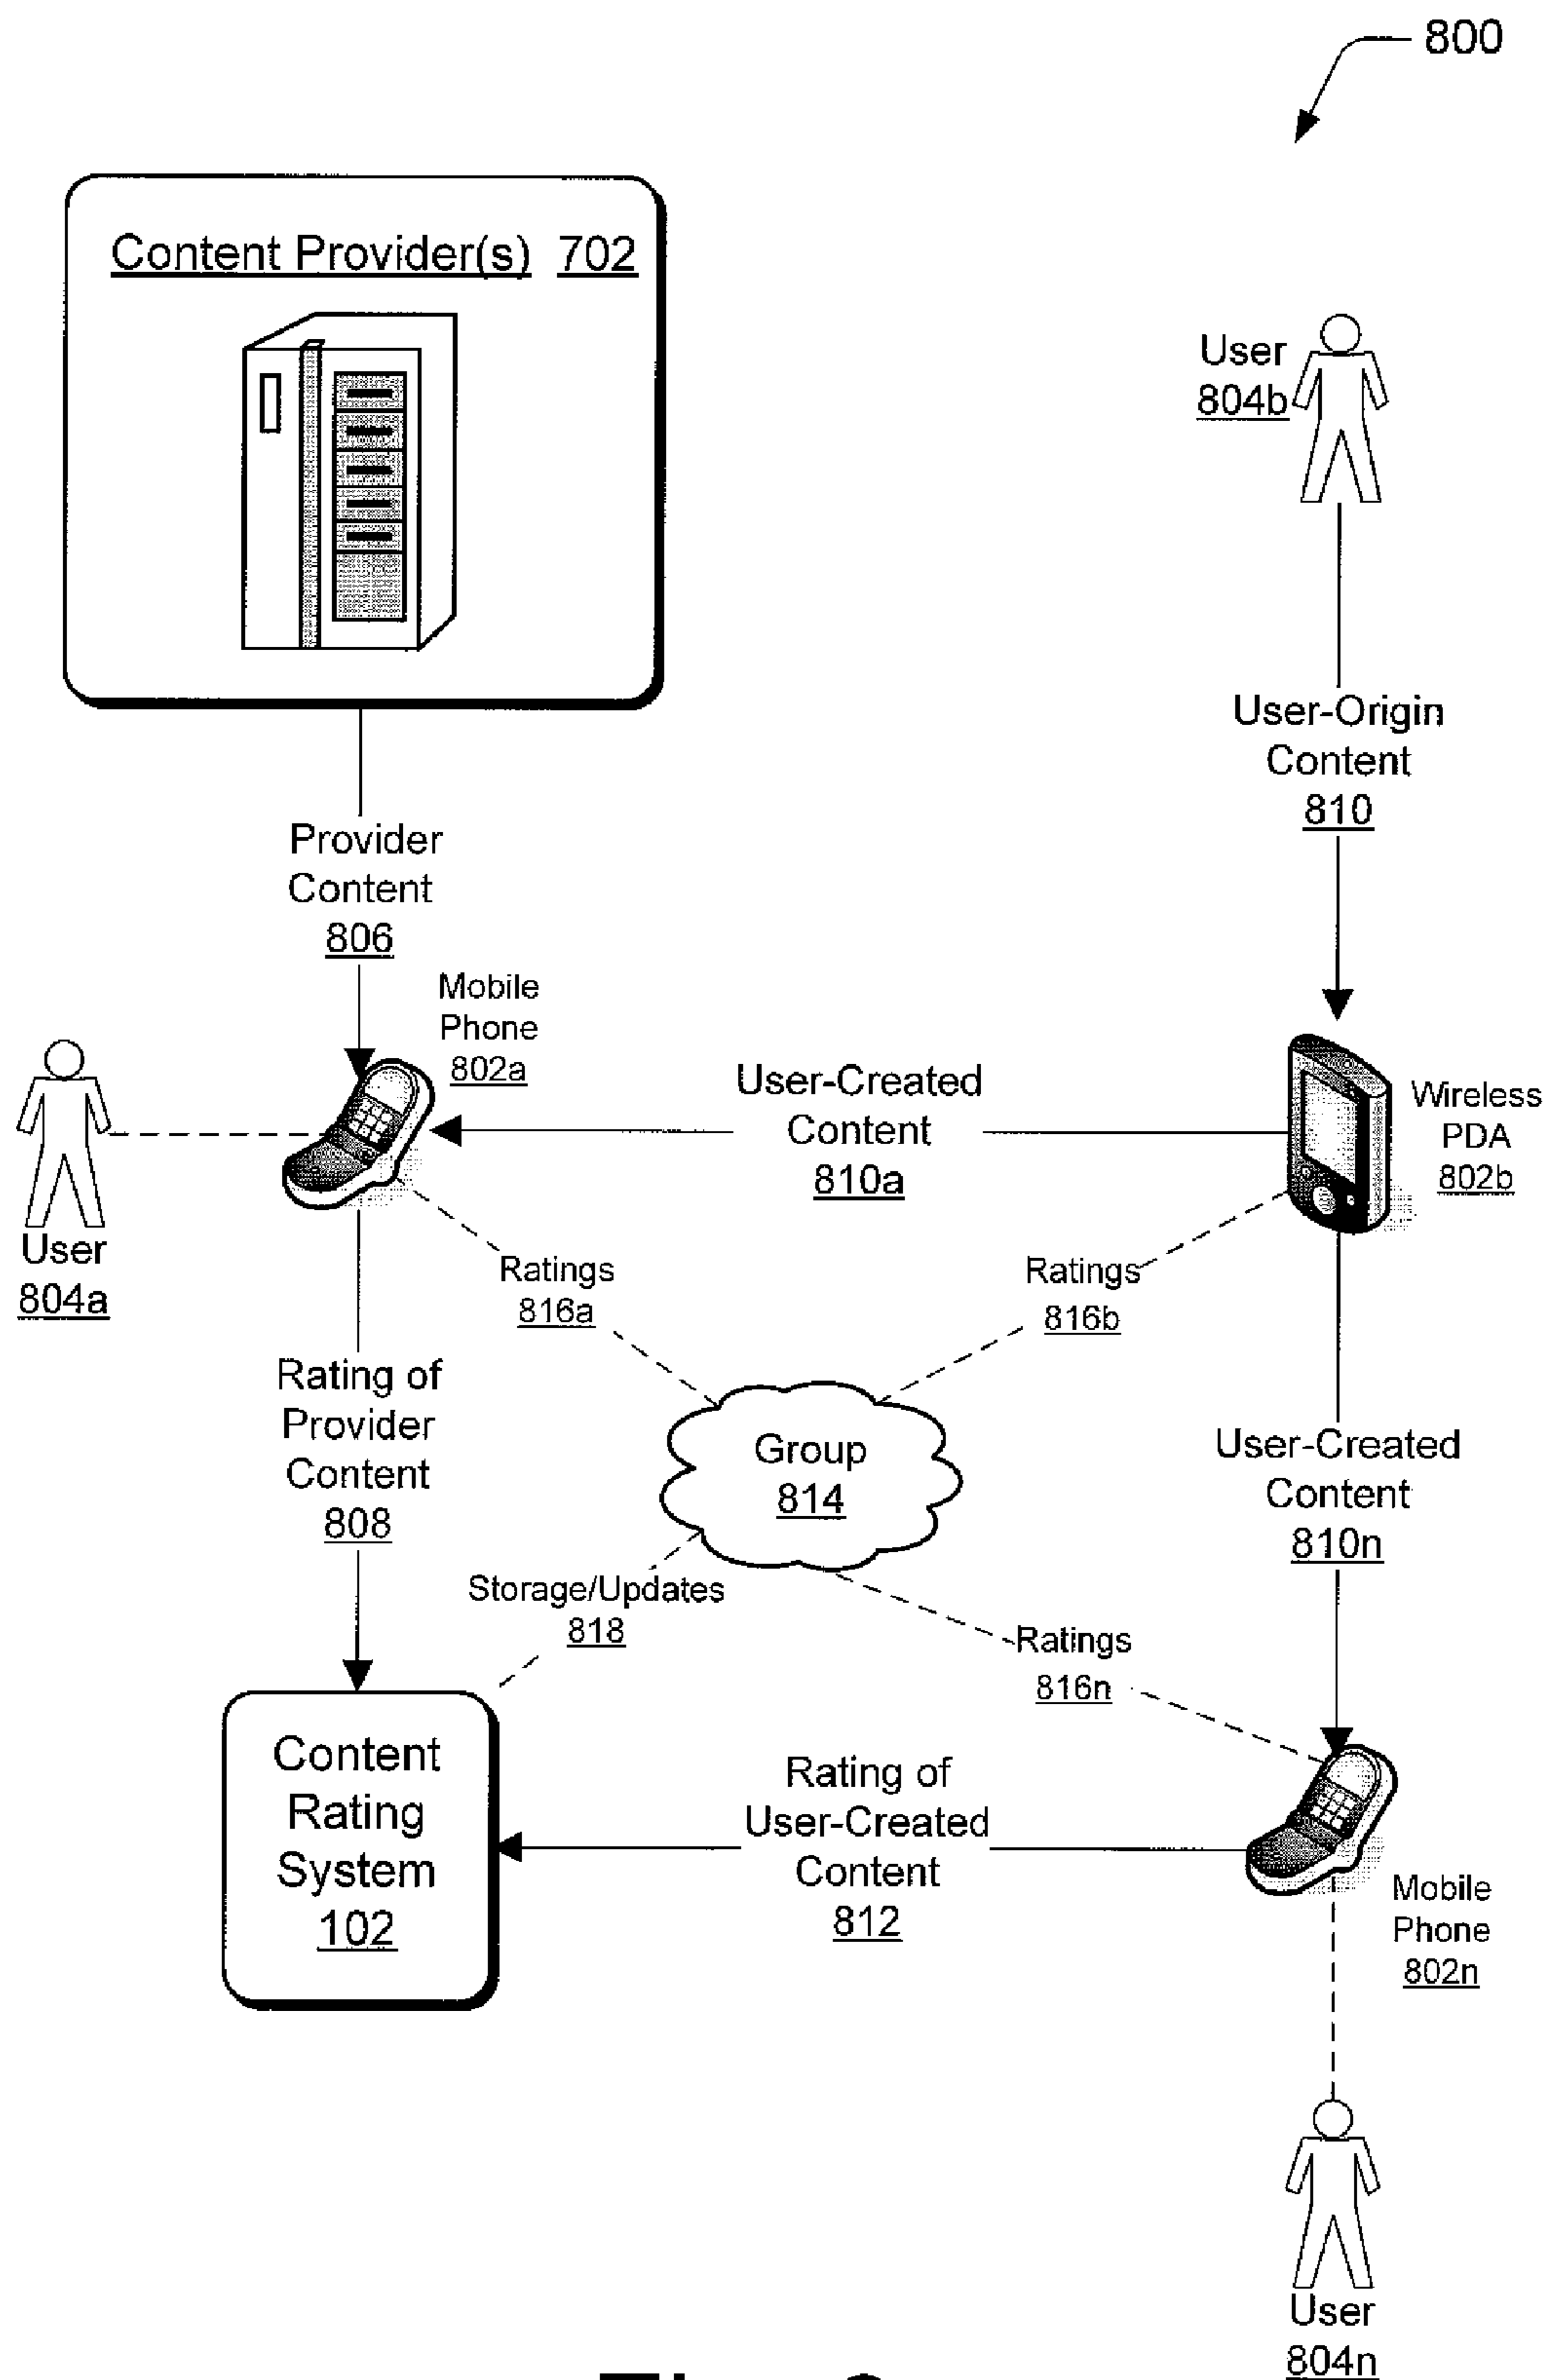 800
Content Provider(s) 702
User
804b
User-Origin
Content
810
Provider
Content
806
Mobile
Phone
802a
User-Created
Content
810a
Wireless
PDA
802b
User
804a
Ratings
816a
Ratings
816b
Rating of
Provider
Content
808
Group
814
User-Created
Content
810n
Storage/Updates
818
Ratings
816n
Content
Rating
System
102
Rating of
User-Created
Content
812
Mobile
Phone
802n
User
804n